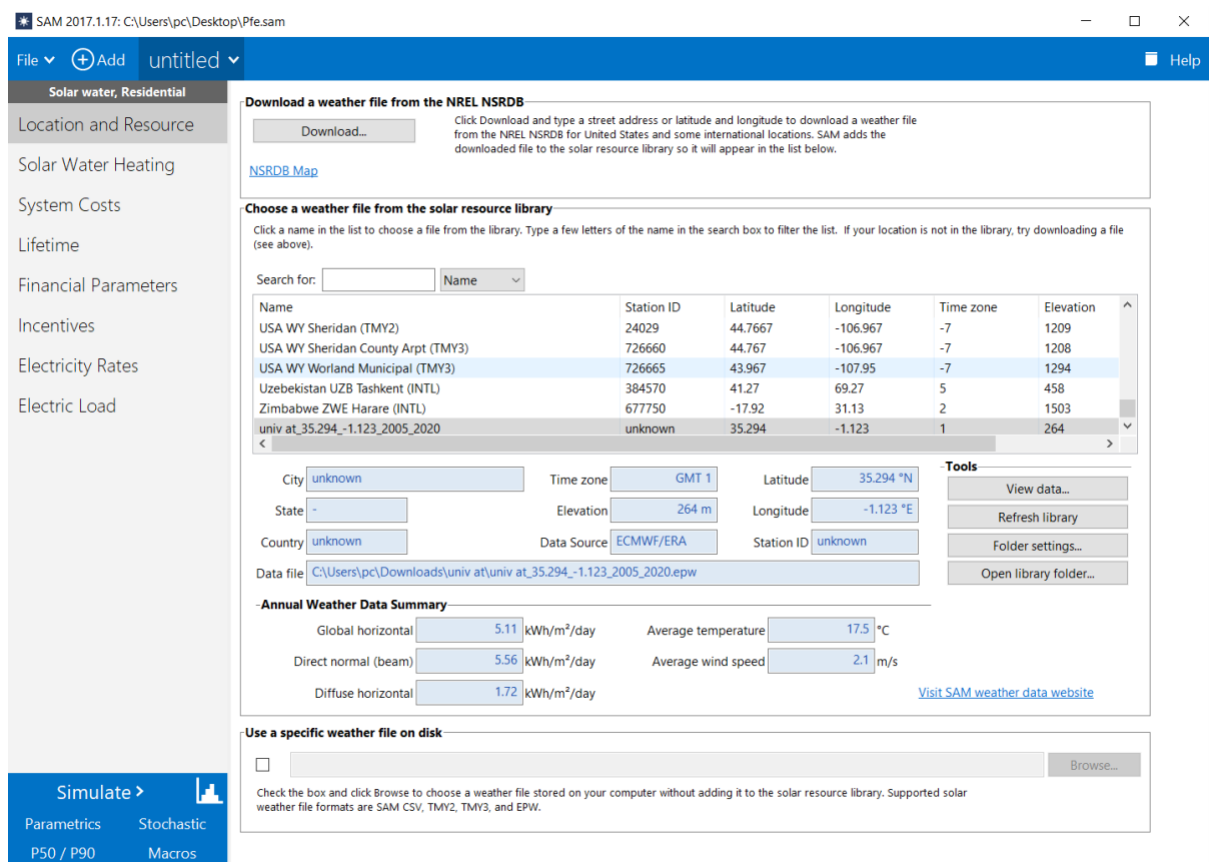 SAM 2017.1.17: C:\Users\pc\Desktop\Pfe.sam
File Add untitled Help
Solar water, Residential
Location and Resource
Solar Water Heating
System Costs
Lifetime
Financial Parameters
Incentives
Electricity Rates
Electric Load
Simulate >
Parametrics Stochastic
P50 / P90 Macros
Download a weather file from the NREL NSRDB
Download...
Click Download and type a street address or latitude and longitude to download a weather file
from the NREL NSRDB for United States and some international locations. SAM adds the
downloaded file to the solar resource library so it will appear in the list below.
NSRDB Map
Choose a weather file from the solar resource library
Click a name in the list to choose a file from the library. Type a few letters of the name in the search box to filter the list. If your location is not in the library, try downloading a file
(see above).
Search for: Name
Name Station ID Latitude Longitude Time zone Elevation
USA WY Sheridan (TMY2) 24029 44.7667 -106.967 -7 1209
USA WY Sheridan County Arpt (TMY3) 726660 44.767 -106.967 -7 1208
USA WY Worland Municipal (TMY3) 726665 43.967 -107.95 -7 1294
Uzebekistan UZB Tashkent (INTL) 384570 41.27 69.27 5 458
Zimbabwe ZWE Harare (INTL) 677750 -17.92 31.13 2 1503
univ at_35.294_-1.123_2005_2020 unknown 35.294 -1.123 1 264
City unknown Time zone GMT 1 Latitude 35.294 °N
State - Elevation 264 m Longitude -1.123 °E
Country unknown Data Source ECMWF/ERA Station ID unknown
Data file C:\Users\pc\Downloads\univ at\univ at_35.294_-1.123_2005_2020.epw
Tools
View data...
Refresh library
Folder settings...
Open library folder...
Annual Weather Data Summary
Global horizontal 5.11 kWh/m²/day Average temperature 17.5 °C
Direct normal (beam) 5.56 kWh/m²/day Average wind speed 2.1 m/s
Diffuse horizontal 1.72 kWh/m²/day Visit SAM weather data website
Use a specific weather file on disk
Browse...
Check the box and click Browse to choose a weather file stored on your computer without adding it to the solar resource library. Supported solar
weather file formats are SAM CSV, TMY2, TMY3, and EPW.